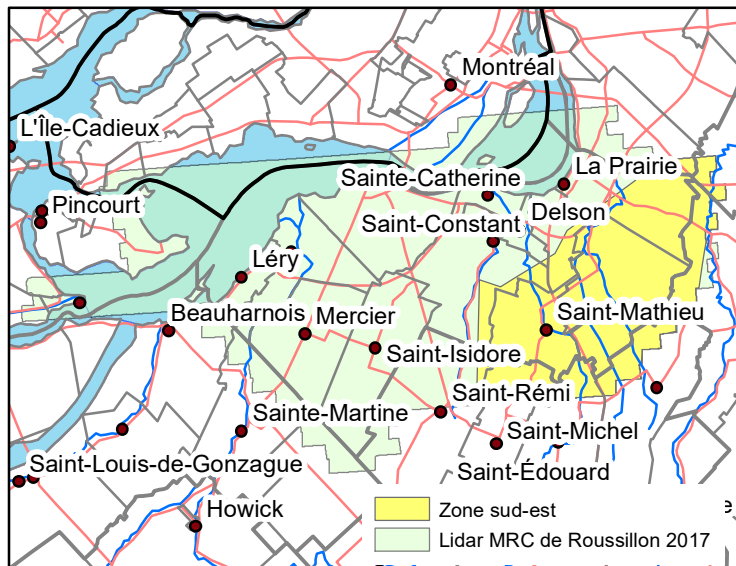 Montréal
L'Île-Cadieux
La Prairie
Sainte-Catherine
Pincourt
Delson
Saint-Constant
Léry
Beauharnois
Mercier
Saint-Mathieu
Saint-Isidore
Saint-Rémi
Sainte-Martine
Saint-Michel
Saint-Louis-de-Gonzague
Saint-Édouard
Howick
Zone sud-est
Lidar MRC de Roussillon 2017